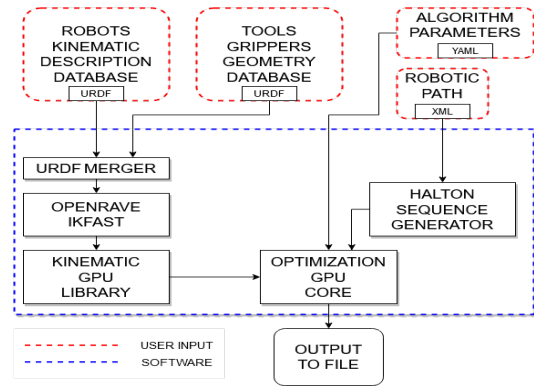 ROBOTS
KINEMATIC
DESCRIPTION
DATABASE
URDF
TOOLS
GRIPPERS
GEOMETRY
DATABASE
URDF
ALGORITHM
PARAMETERS
YAML
ROBOTIC
PATH
XML
URDF MERGER
OPENRAVE
IKFAST
KINEMATIC
GPU
LIBRARY
HALTON
SEQUENCE
GENERATOR
OPTIMIZATION
GPU
CORE
OUTPUT
TO FILE
USER INPUT
SOFTWARE